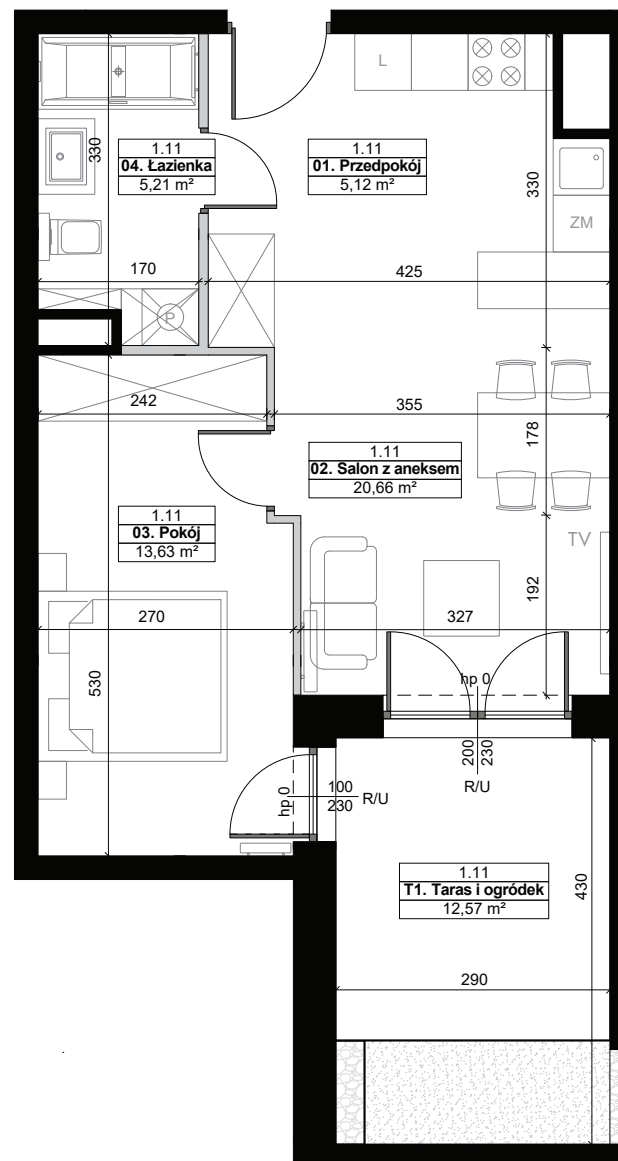 L
1.11
04. Łazienka
5,21 m²
330
1.11
01. Przedpokój
5,12 m²
330
ZM
170
425
P
242
355
178
1.11
02. Salon z aneksem
20,66 m²
1.11
03. Pokój
13,63 m²
TV
192
270
327
530
hp 0
200
230
R/U
hp 0
100
230
R/U
1.11
T1. Taras i ogródek
12,57 m²
430
290